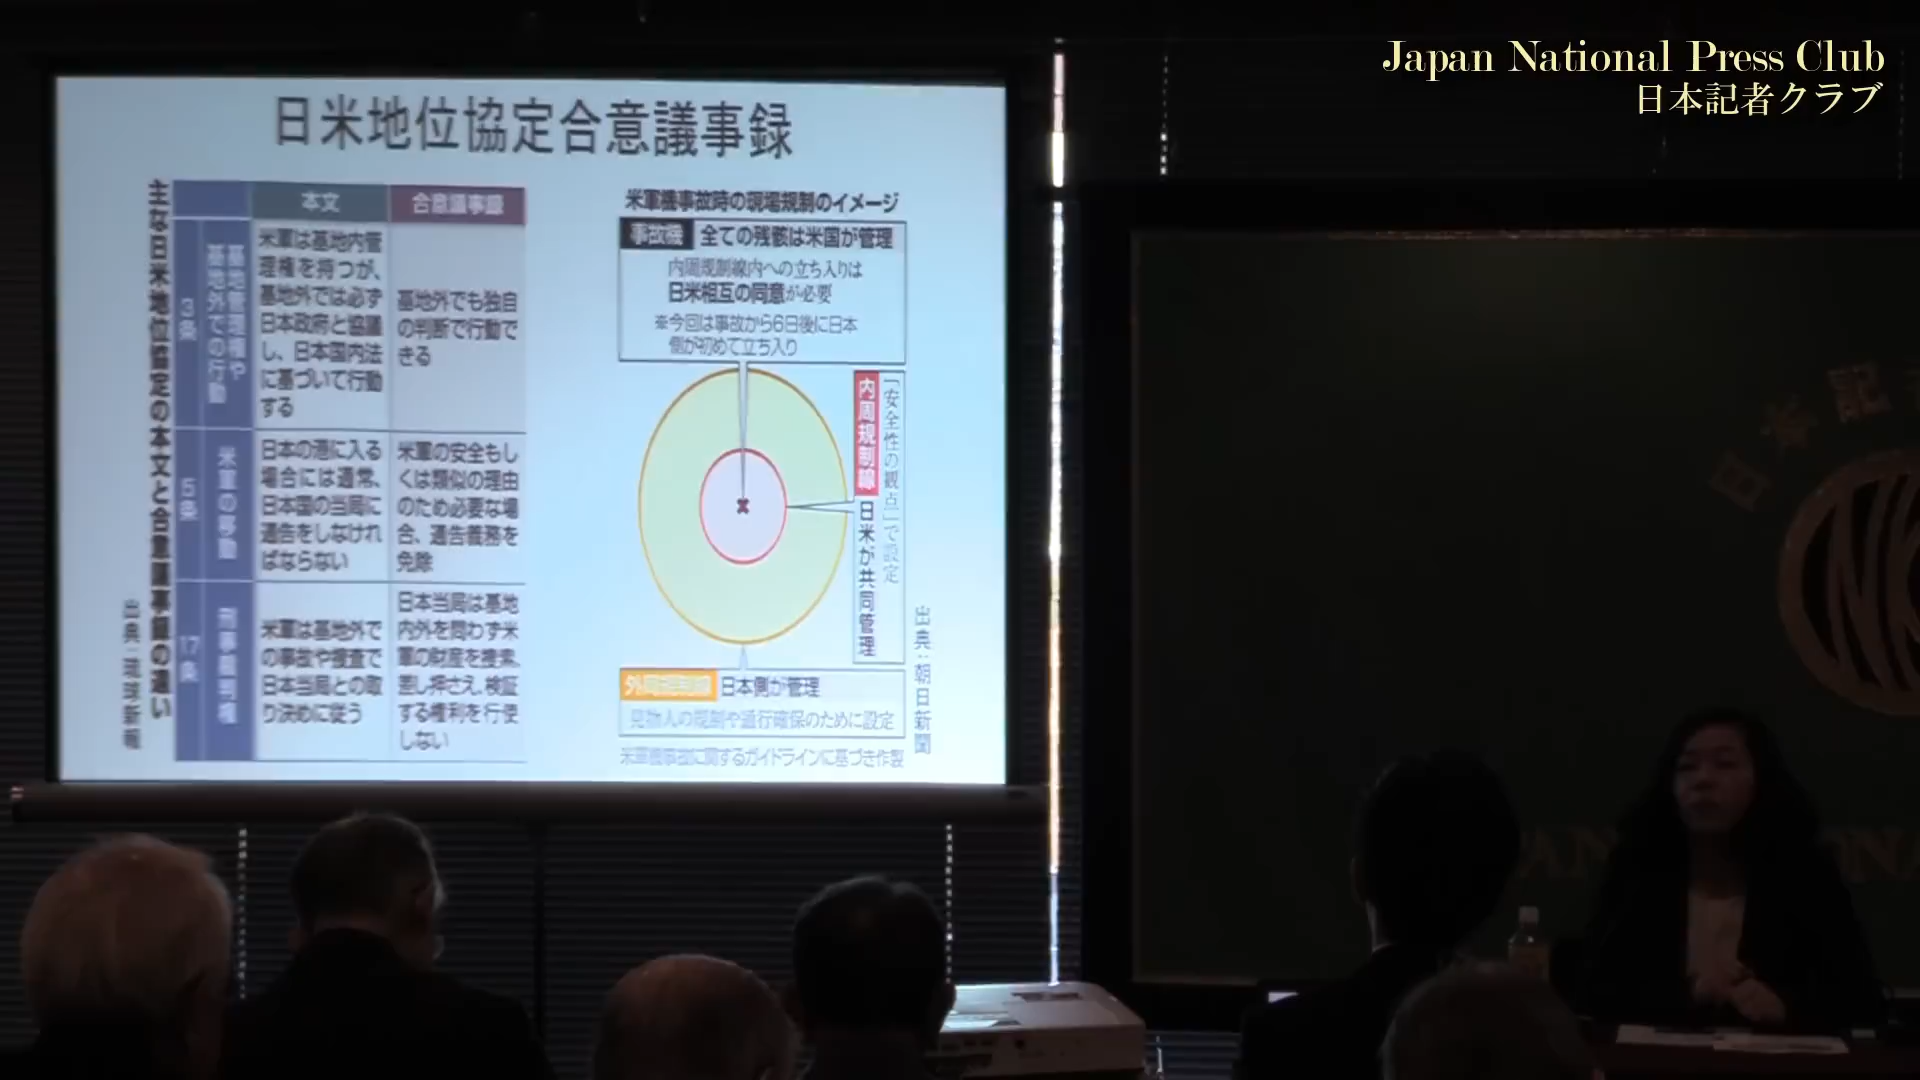 Japan National Press Club
日本記者クラブ
日米地位協定合意議事録
主な日米地位協定の本文と合意議事録の違い
本文
合意議事録
3条
基地管理権や
基地外での行動
米軍は基地内管
理権を持つが、
基地外では必ず
日本政府と協議
し、日本国内法
に基づいて行動
する
基地外でも独自
の判断で行動で
きる
5条
米軍の移動
日本の港に入る
場合には通常、
日本国の当局に
通告をしなけれ
ばならない
米軍の安全もし
くは類似の理由
のため必要な場
合、通告義務を
免除
17条
刑事裁判権
米軍は基地外で
の事故や捜査で
日本当局との取
り決めに従う
日本当局は基地
内外を問わず米
軍の財産を捜索、
差し押さえ、検証
する権利を行使
しない
出典：琉球新報
米軍機事故時の現場規制のイメージ
事故機 全ての残骸は米国が管理
内周規制線内への立ち入りは
日米相互の同意が必要
※今回は事故から6日後に日本
側が初めて立ち入り
内周規制線 日米が共同管理
「安全性の観点」で設定
外周規制線 日本側が管理
見物人の規制や通行確保のために設定
米軍機事故に関するガイドラインに基づき作製
出典：朝日新聞
日本記